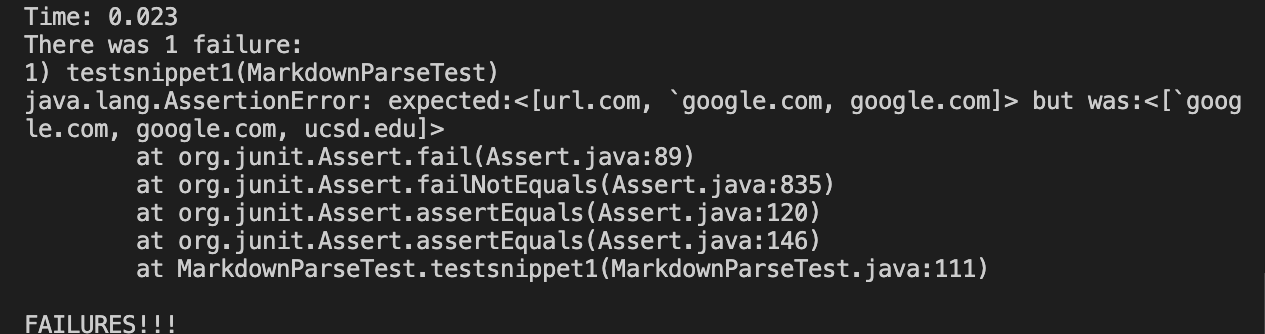 Time: 0.023
There was 1 failure:
1) testsnippet1(MarkdownParseTest)
java.lang.AssertionError: expected:<[url.com, `google.com, google.com]> but was:<[`goog
le.com, google.com, ucsd.edu]>
        at org.junit.Assert.fail(Assert.java:89)
        at org.junit.Assert.failNotEquals(Assert.java:835)
        at org.junit.Assert.assertEquals(Assert.java:120)
        at org.junit.Assert.assertEquals(Assert.java:146)
        at MarkdownParseTest.testsnippet1(MarkdownParseTest.java:111)

FAILURES!!!